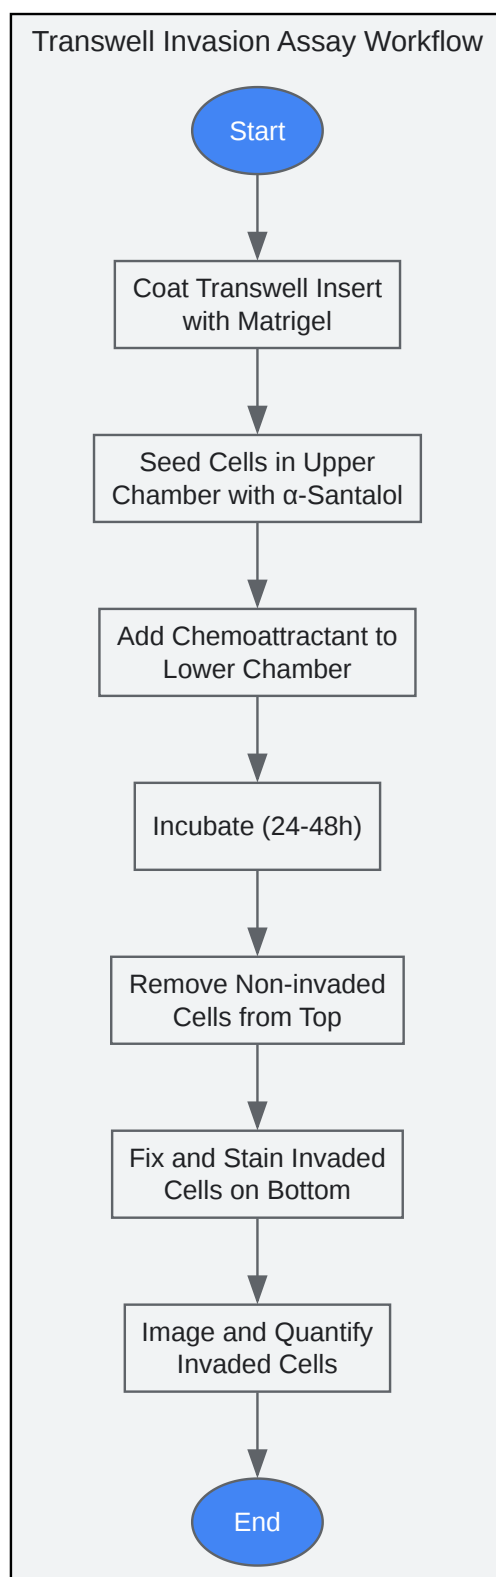 Transwell Invasion Assay Workflow
Start
Coat Transwell Insert
with Matrigel
Seed Cells in Upper
Chamber with α-Santalol
Add Chemoattractant to
Lower Chamber
Incubate (24-48h)
Remove Non-invaded
Cells from Top
Fix and Stain Invaded
Cells on Bottom
Image and Quantify
Invaded Cells
End